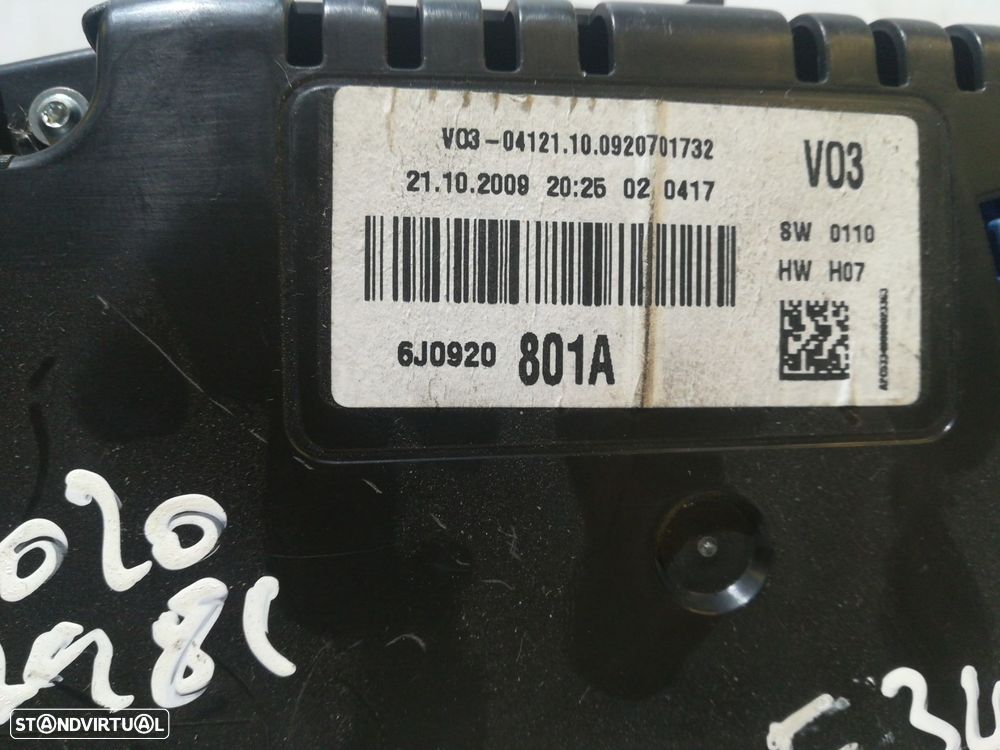 V03-04121.10.0920701732
21.10.2009 20:25 02 0417
V03
SW 0110
HW H07
6J0920 801A
020
STANDVIRTUAL